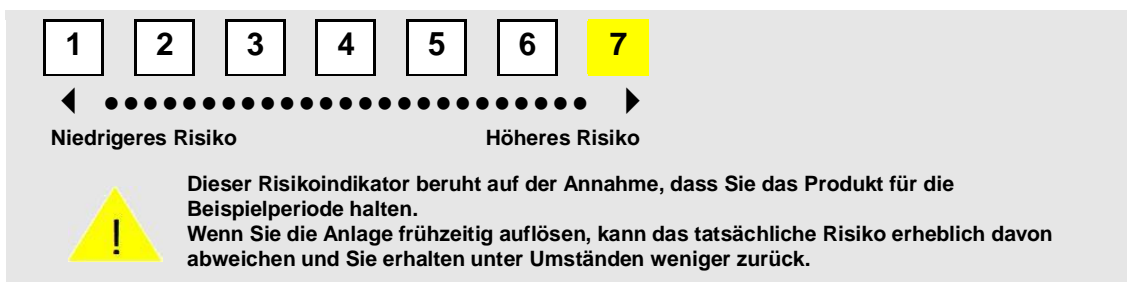 1 2 3 4 5 6 7
Niedrigeres Risiko Höheres Risiko
Dieser Risikoindikator beruht auf der Annahme, dass Sie das Produkt für die
Beispielperiode halten.
! Wenn Sie die Anlage frühzeitig auflösen, kann das tatsächliche Risiko erheblich davon
abweichen und Sie erhalten unter Umständen weniger zurück.